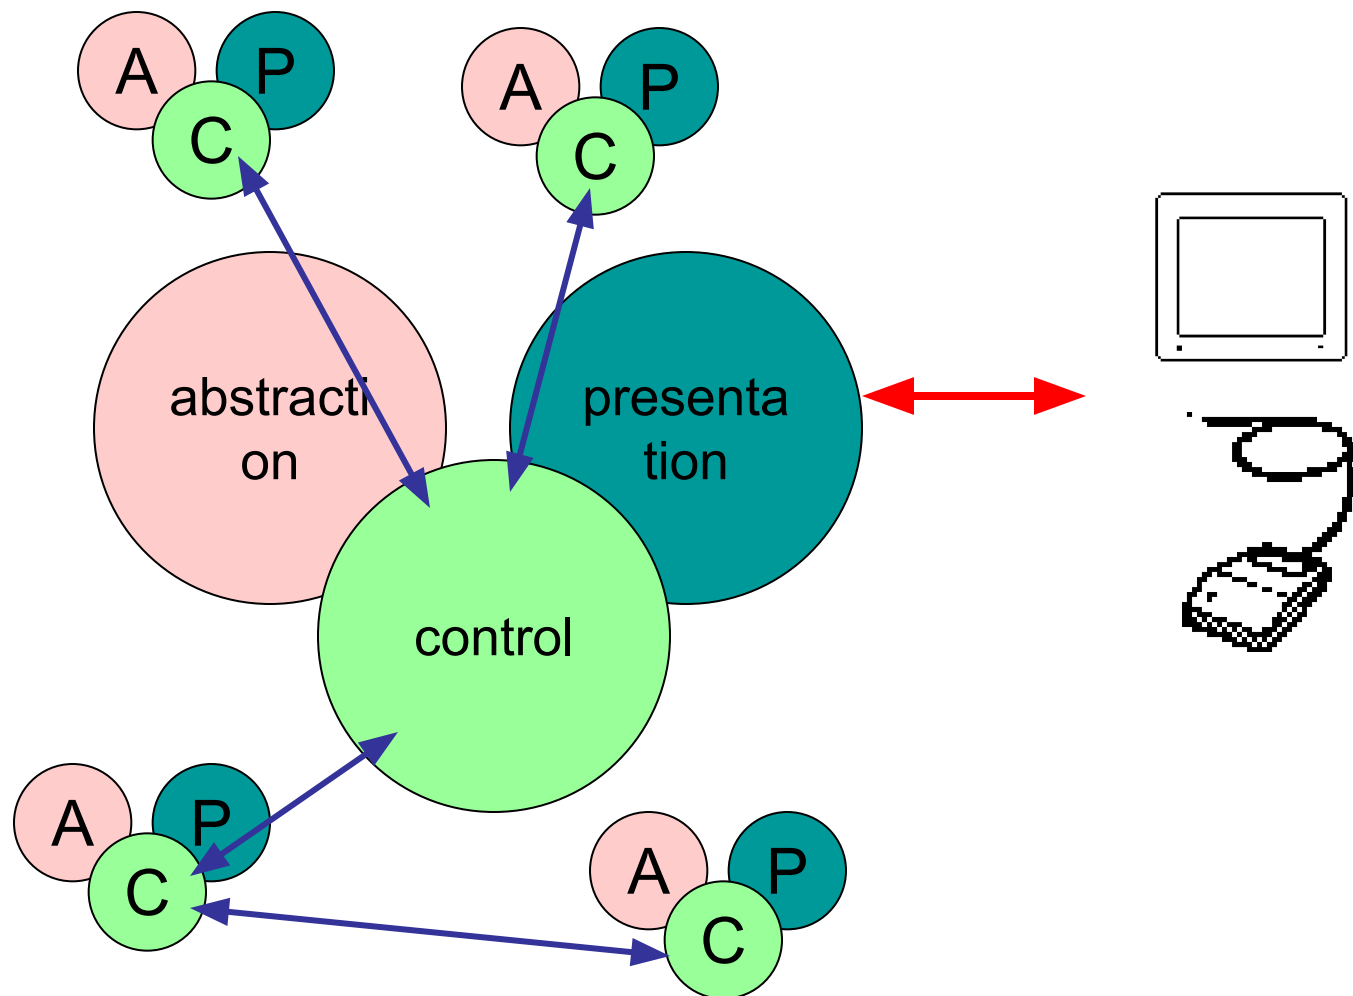 A P
C
A P
C
abstracti
on
presenta
tion
control
A P
C
A P
C